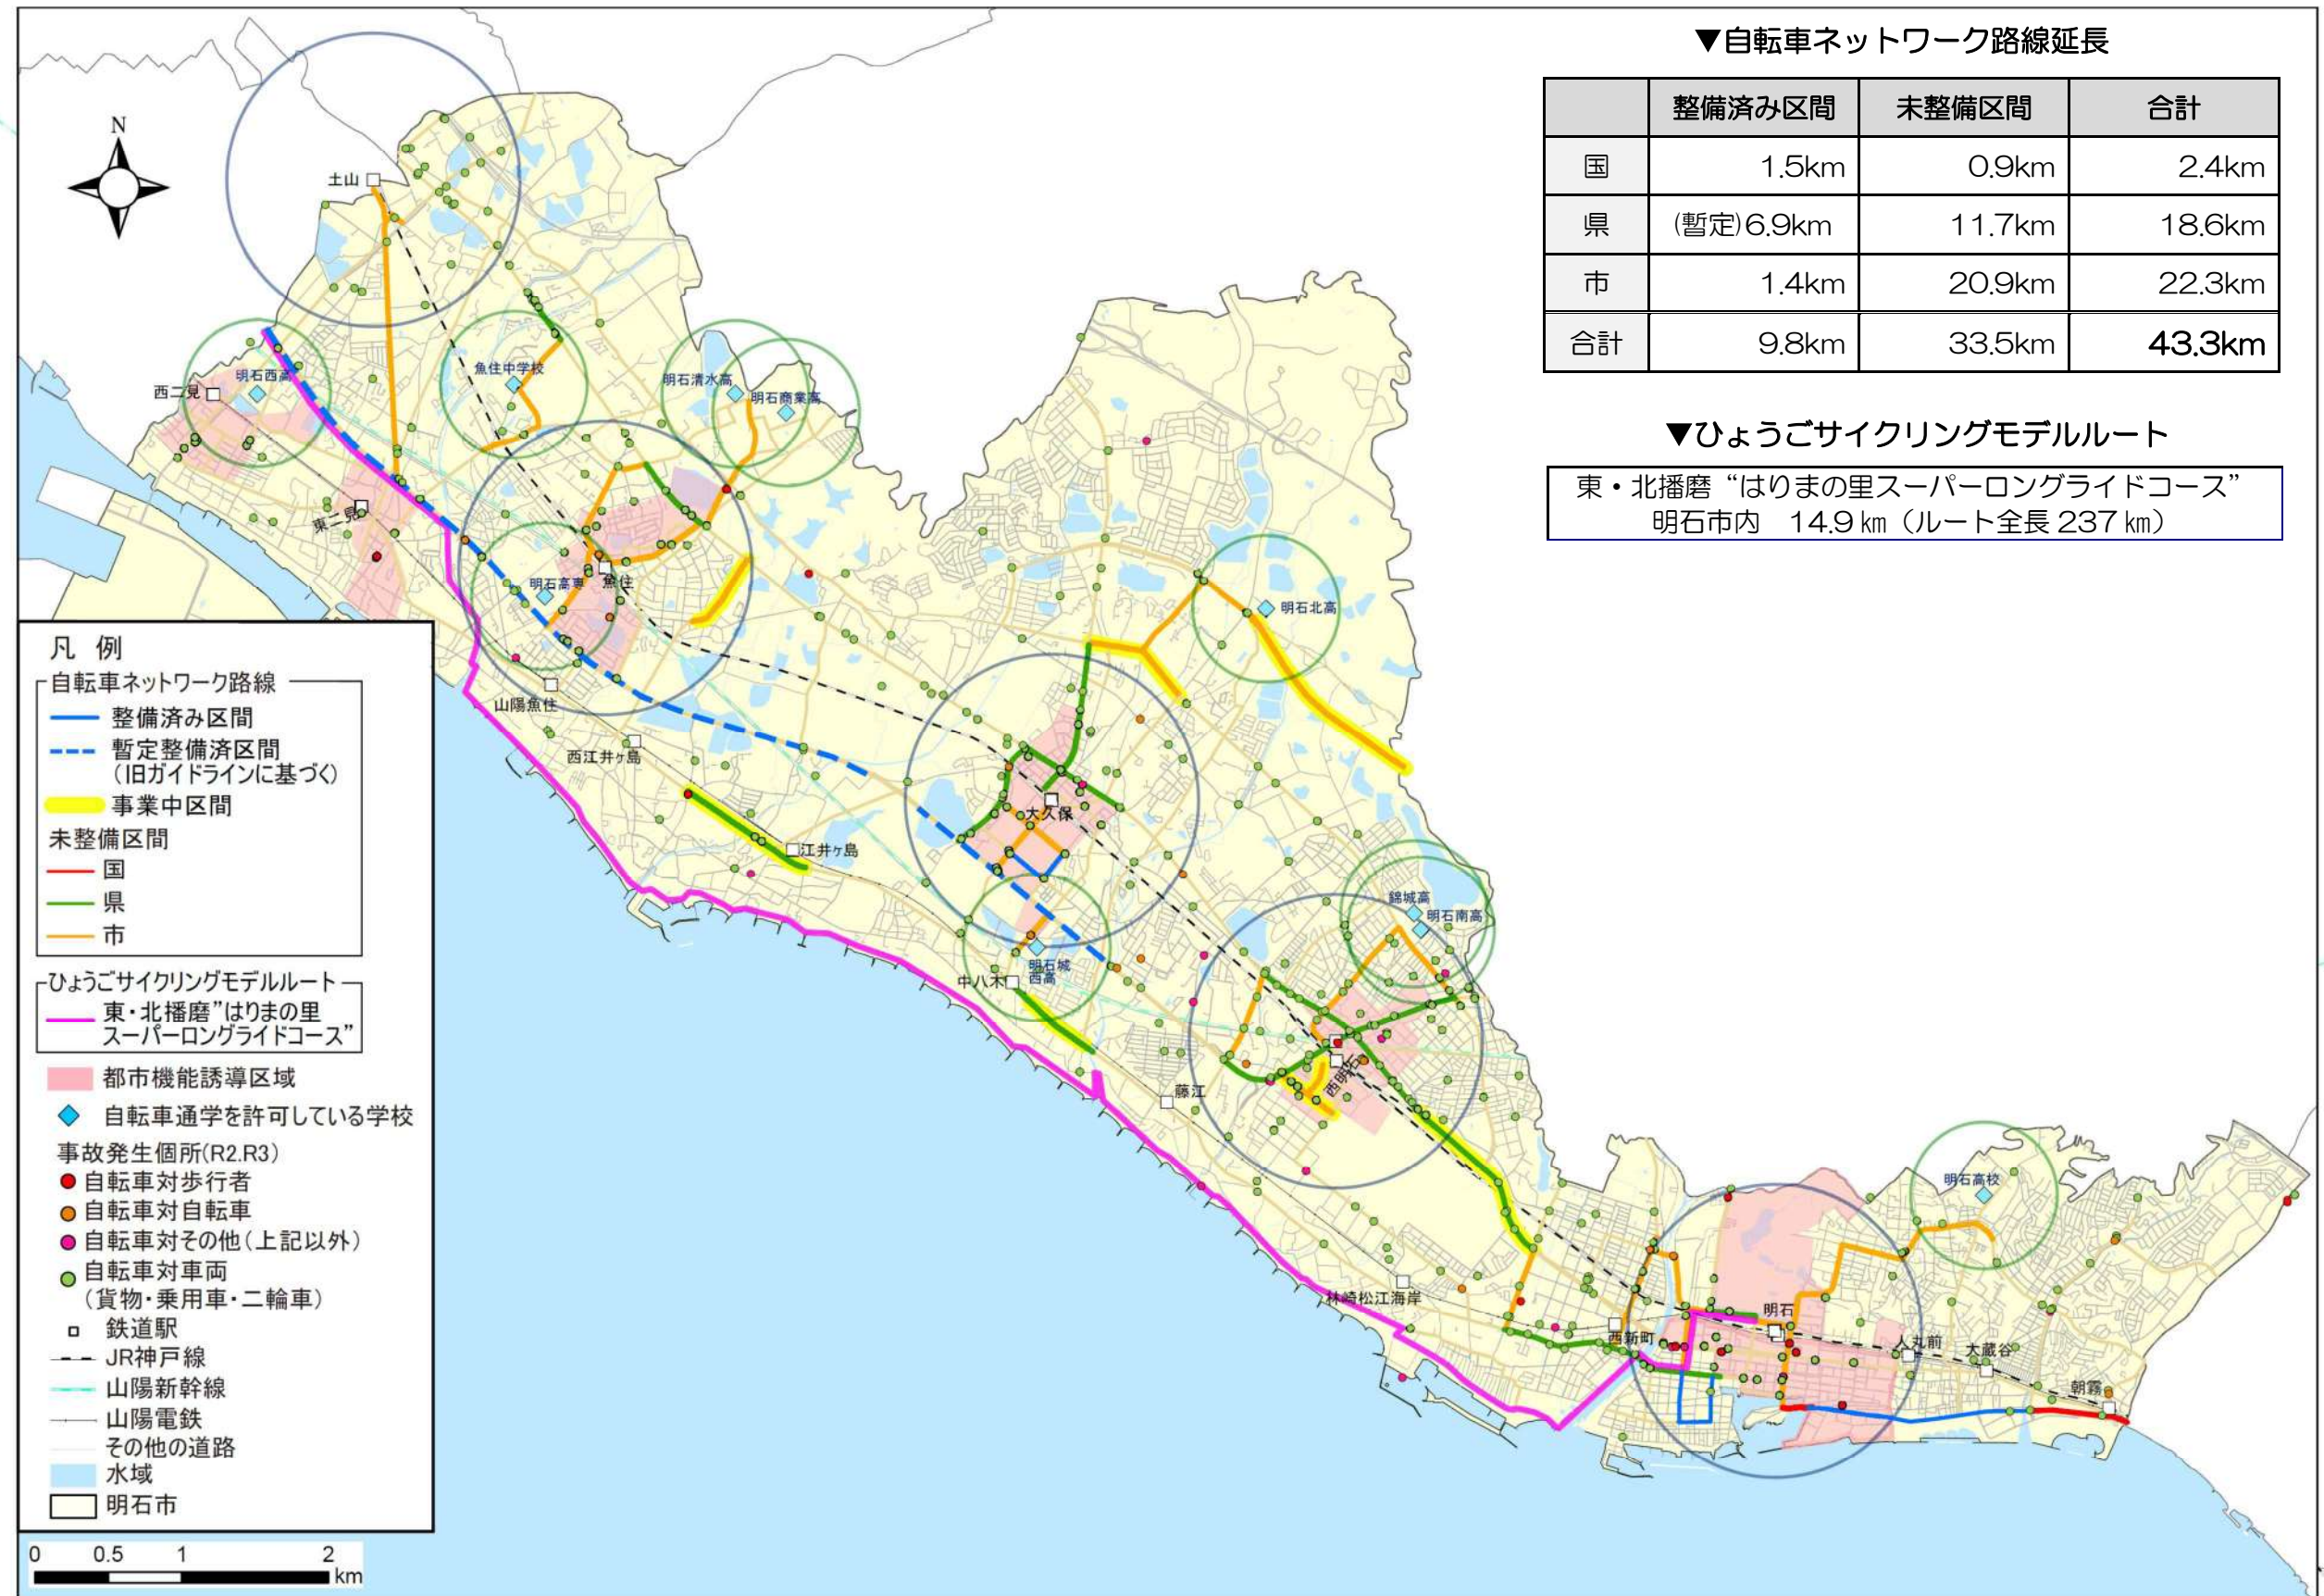 ▼自転車ネットワーク路線延長
整備済み区間 未整備区間 合計
国 1.5km 0.9km 2.4km
県 (暫定)6.9km 11.7km 18.6km
市 1.4km 20.9km 22.3km
合計 9.8km 33.5km 43.3km
▼ひょうごサイクリングモデルルート
東・北播磨“はりまの里スーパーロングライドコース”
明石市内 14.9㎞（ルート全長237㎞）
N
土山
西二見
明石西高
魚住中学校
明石清水高
明石商業高
東二見
明石高専
魚住
山陽魚住
西江井ヶ島
江井ヶ島
明石北高
大久保
明石城
西高
中八木
錦城高
明石南高
西明石
藤江
林崎松江海岸
西新町
明石
人丸前
大蔵谷
朝霧
明石高校
凡 例
自転車ネットワーク路線
整備済み区間
暫定整備済区間
（旧ガイドラインに基づく）
事業中区間
未整備区間
国
県
市
ひょうごサイクリングモデルルート
東・北播磨”はりまの里
スーパーロングライドコース”
都市機能誘導区域
自転車通学を許可している学校
事故発生個所(R2.R3)
自転車対歩行者
自転車対自転車
自転車対その他（上記以外）
自転車対車両
（貨物・乗用車・二輪車）
鉄道駅
JR神戸線
山陽新幹線
山陽電鉄
その他の道路
水域
明石市
0 0.5 1 2
km